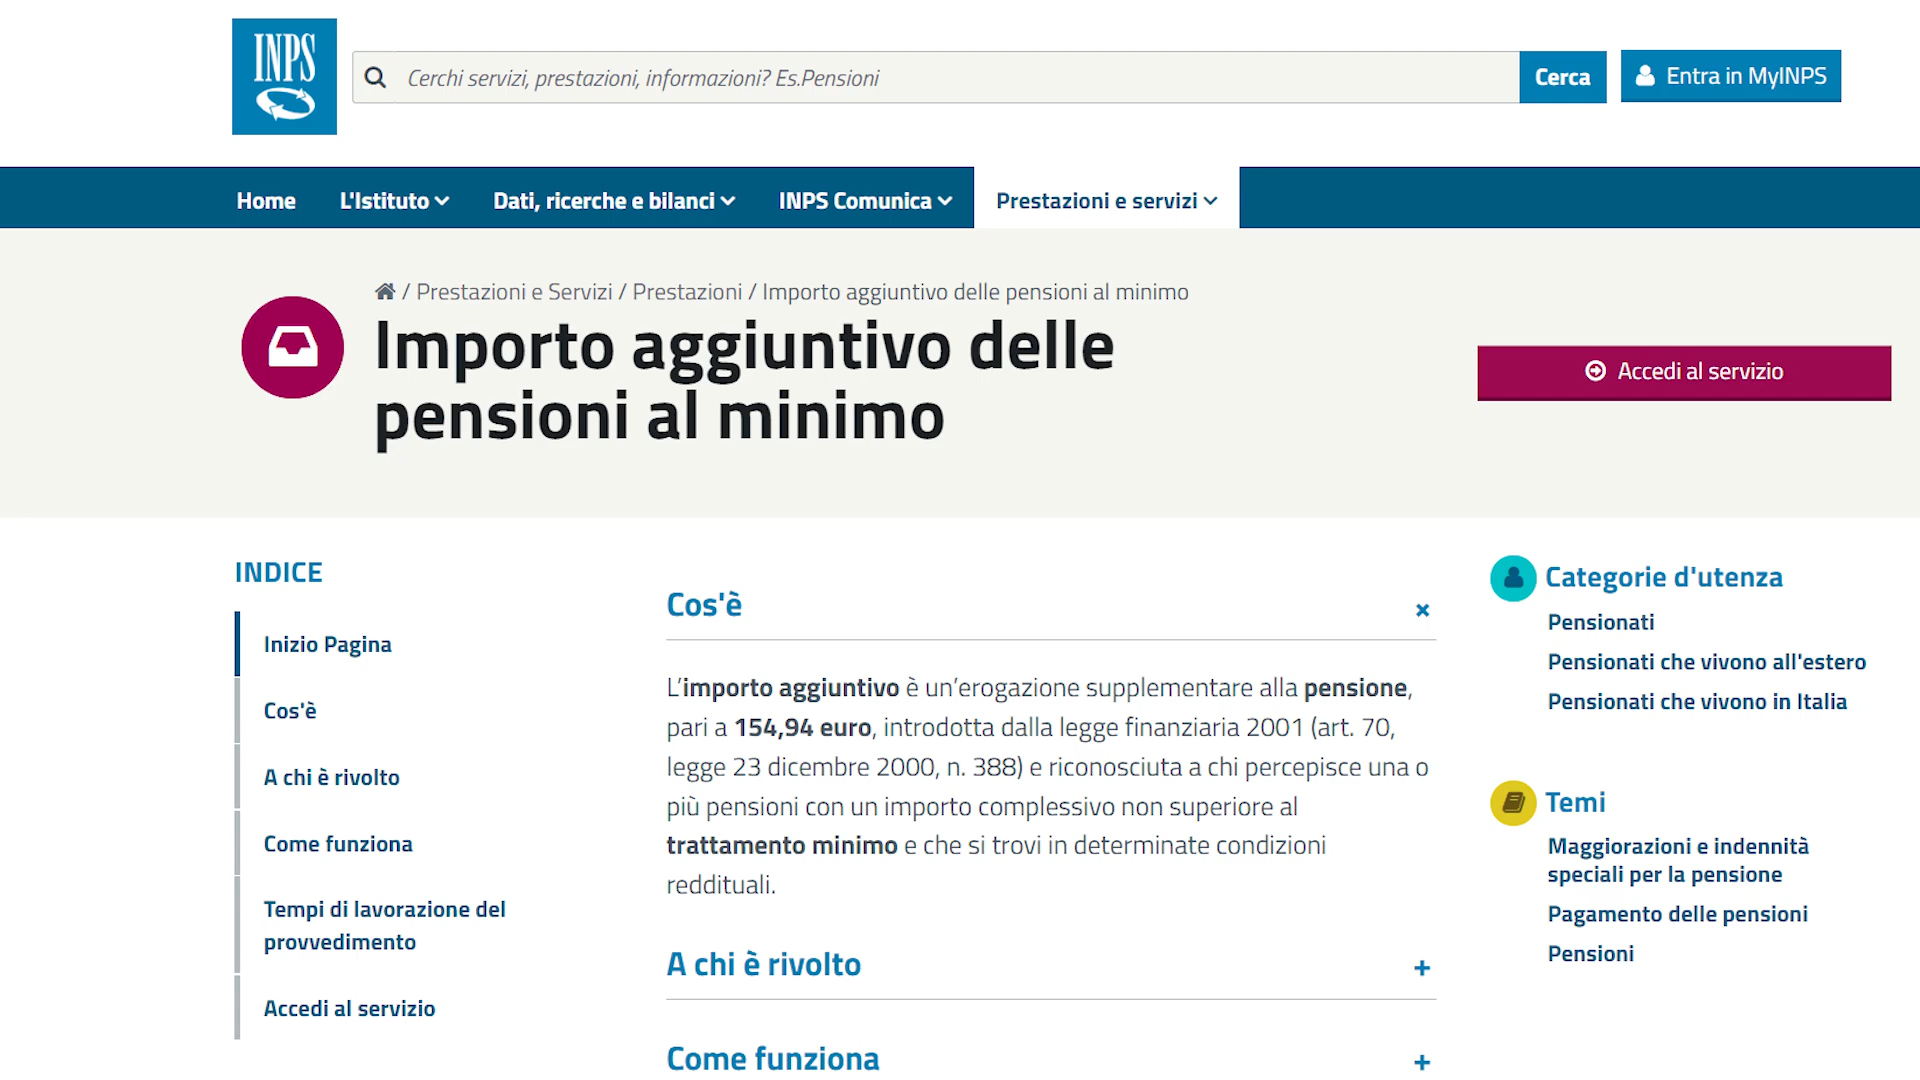 INPS
Cerchi servizi, prestazioni, informazioni? Es.Pensioni
Cerca
Entra in MyINPS
Home
L'Istituto
Dati, ricerche e bilanci
INPS Comunica
Prestazioni e servizi
/ Prestazioni e Servizi / Prestazioni / Importo aggiuntivo delle pensioni al minimo
Importo aggiuntivo delle
pensioni al minimo
Accedi al servizio
INDICE
Inizio Pagina
Cos'è
A chi è rivolto
Come funziona
Tempi di lavorazione del
provvedimento
Accedi al servizio
Cos'è
L’importo aggiuntivo è un’erogazione supplementare alla pensione,
pari a 154,94 euro, introdotta dalla legge finanziaria 2001 (art. 70,
legge 23 dicembre 2000, n. 388) e riconosciuta a chi percepisce una o
più pensioni con un importo complessivo non superiore al
trattamento minimo e che si trovi in determinate condizioni
reddituali.
A chi è rivolto
Come funziona
Categorie d'utenza
Pensionati
Pensionati che vivono all'estero
Pensionati che vivono in Italia
Temi
Maggiorazioni e indennità
speciali per la pensione
Pagamento delle pensioni
Pensioni